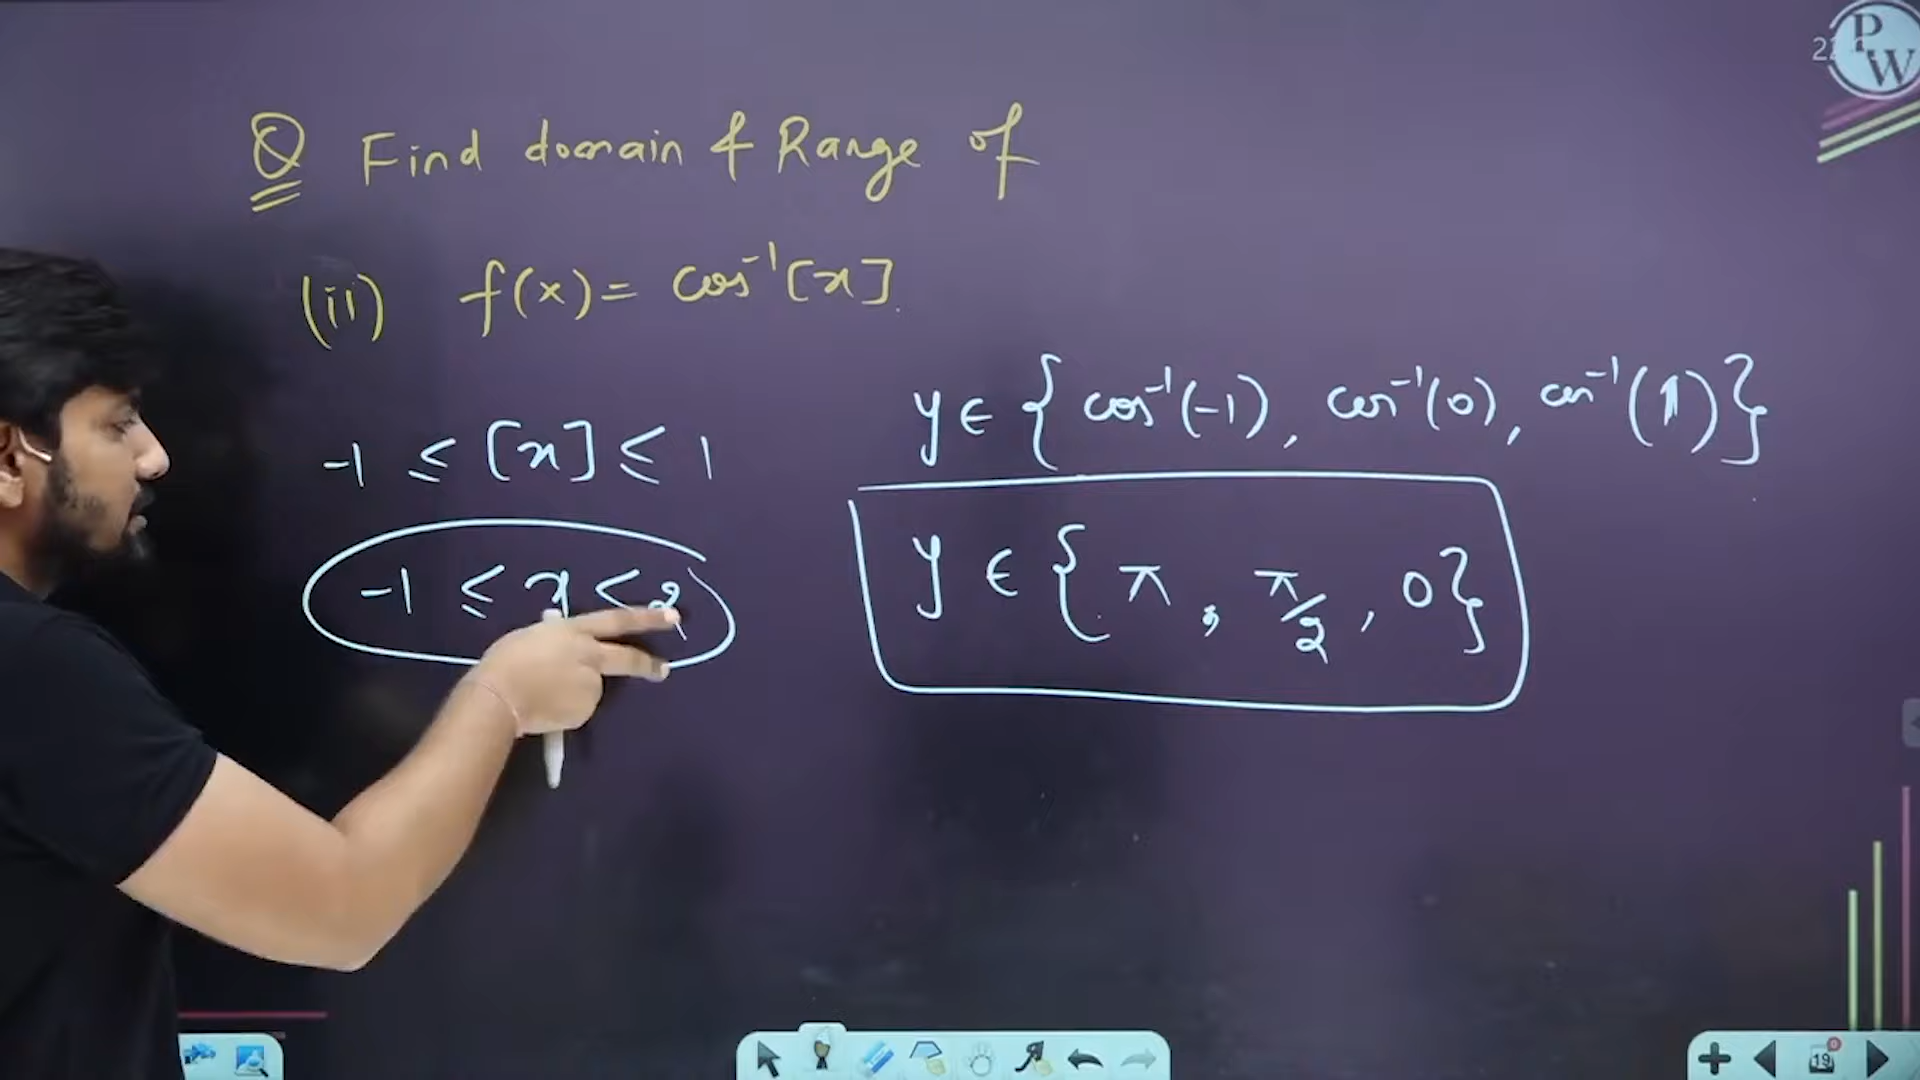 Q Find domain & Range of
(ii) f(x) = cos⁻¹[x]
-1 ≤ [x] ≤ 1
-1 ≤ x < 2
y ∈ { cos⁻¹(-1), cos⁻¹(0), cos⁻¹(1) }
y ∈ { π, π/2, 0 }
PW
19